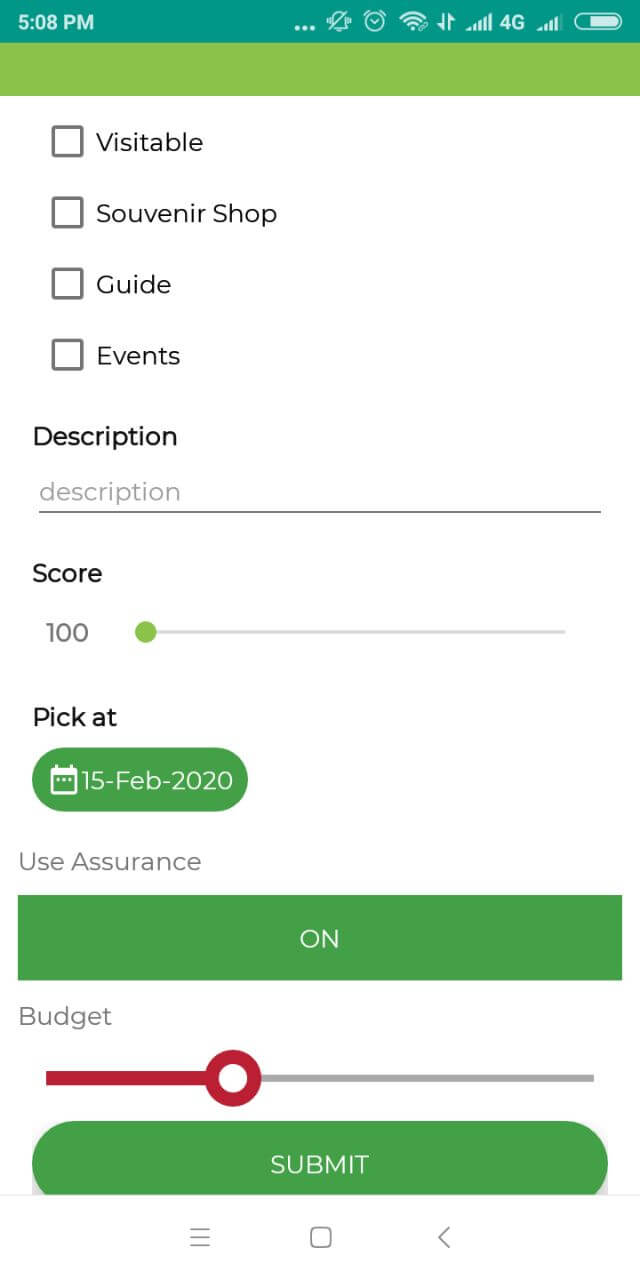 5:08 PM ... 4G
Visitable
Souvenir Shop
Guide
Events
Description
description
Score
100
Pick at
15-Feb-2020
Use Assurance
ON
Budget
SUBMIT